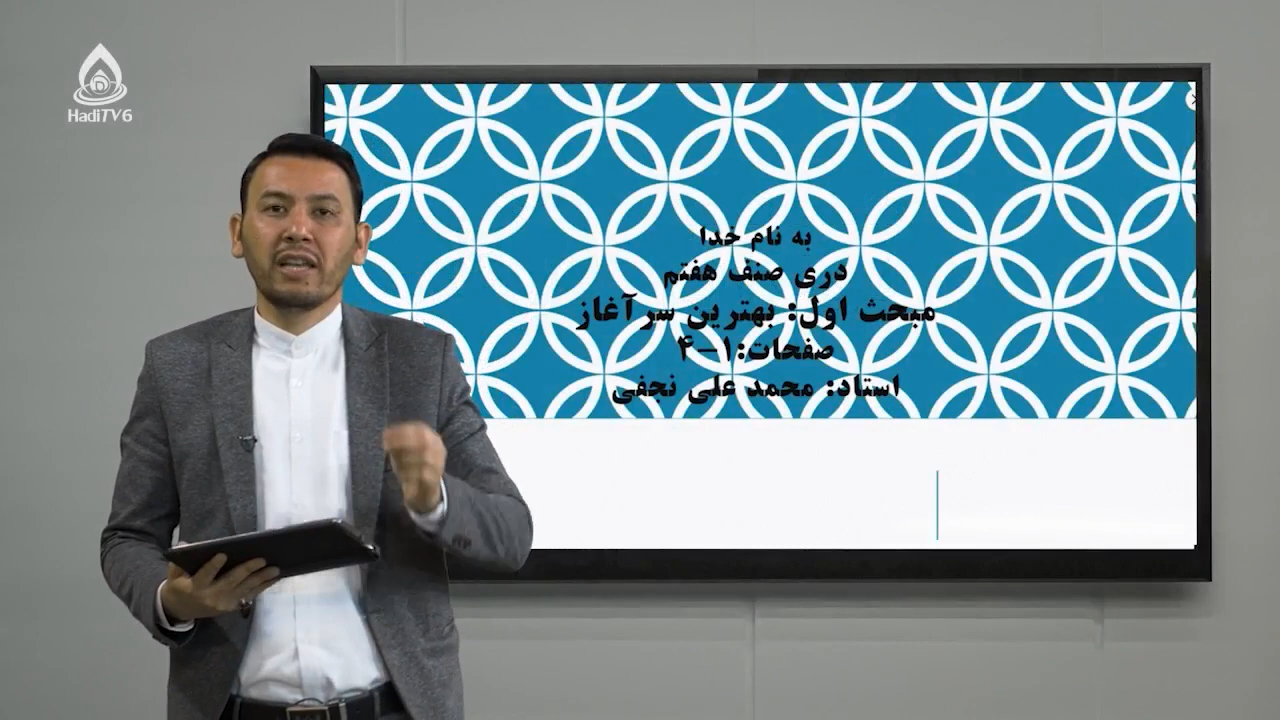 HadiTV6
به نام خدا
دری صنف هفتم
مبحث اول: بهترین سرآغاز
صفحات:۱-۴
استاد: محمد علی نجفی